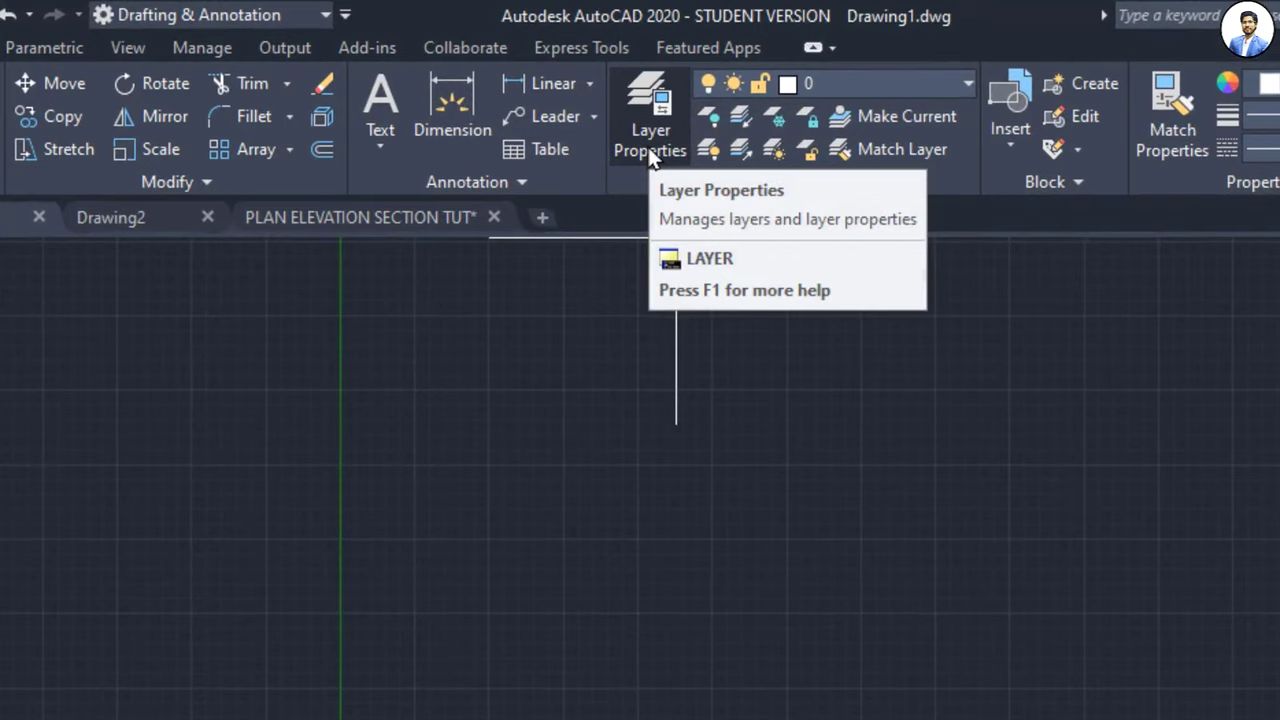 Drafting & Annotation
Autodesk AutoCAD 2020 - STUDENT VERSION Drawing1.dwg
Type a keyword
Parametric View Manage Output Add-ins Collaborate Express Tools Featured Apps
Move Rotate Trim
Copy Mirror Fillet
Stretch Scale Array
Modify
Text
Dimension
Linear
Leader
Table
Annotation
Layer
Properties
0
Make Current
Match Layer
Insert
Create
Edit
Block
Match
Properties
Propert
Drawing2
PLAN ELEVATION SECTION TUT*
Layer Properties
Manages layers and layer properties
LAYER
Press F1 for more help